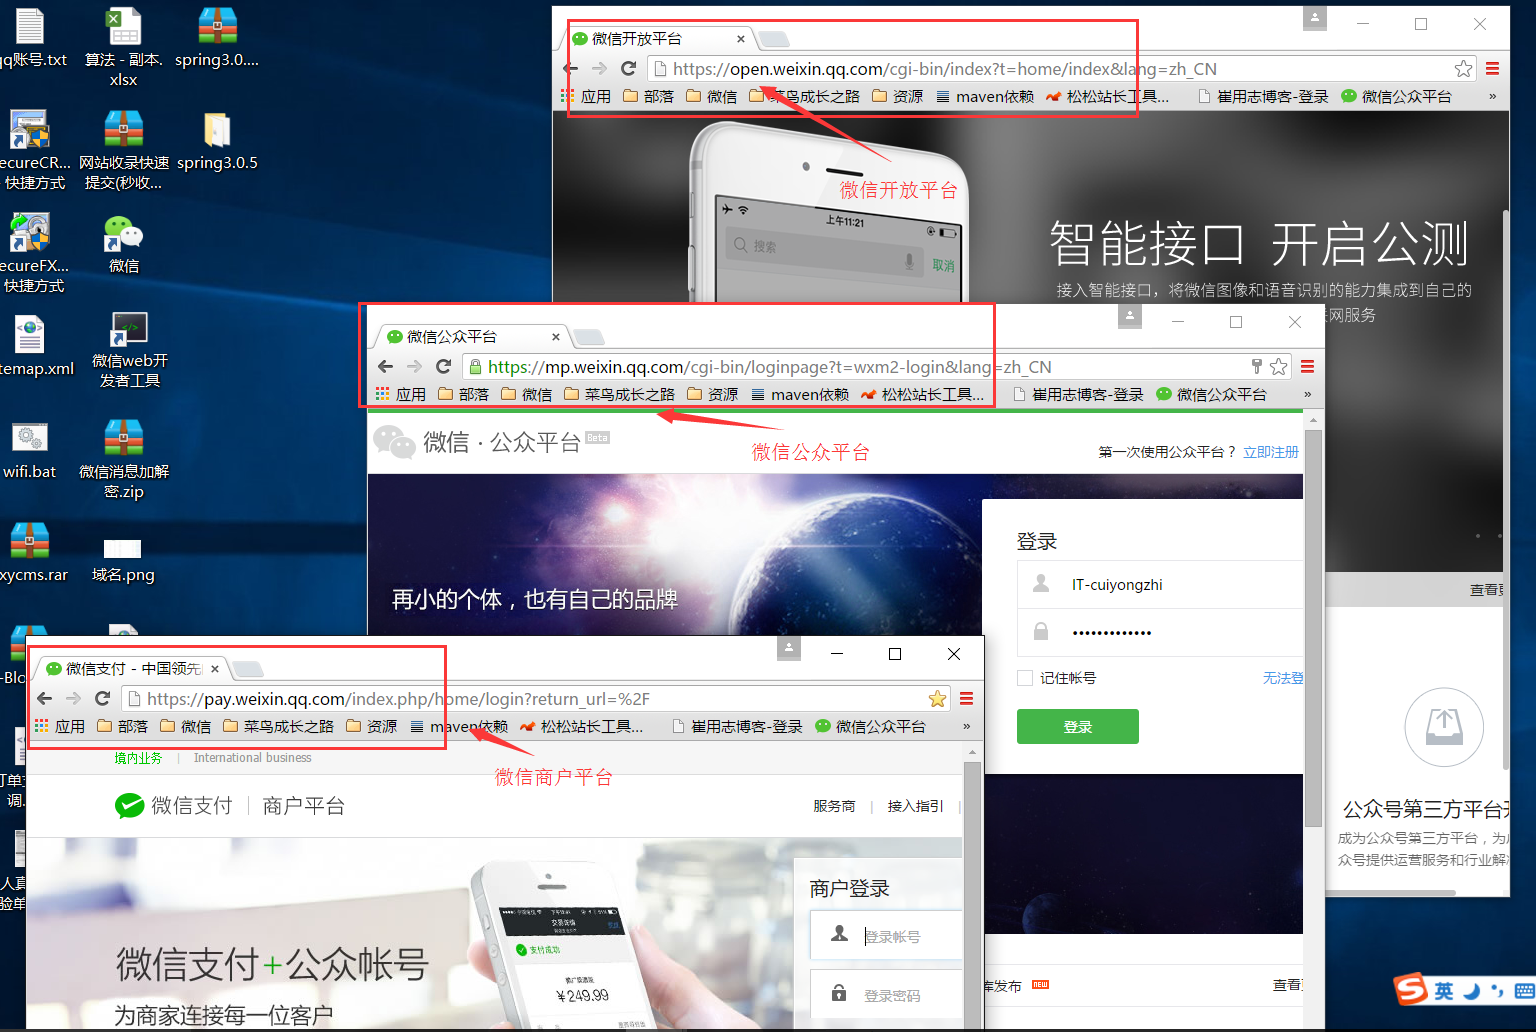 qq账号.txt
算法 - 副本.
xlsx
spring3.0....
ecureCR...
快捷方式
网站收录快速
提交(秒收...
spring3.0.5
ecureFX...
快捷方式
微信
temap.xml
微信web开
发者工具
wifi.bat
微信消息加解
密.zip
xycms.rar
域名.png
-Blo
订单
调.
人真
验单
微信开放平台
https://open.weixin.qq.com/cgi-bin/index?t=home/index&lang=zh_CN
应用 部落 微信 菜鸟成长之路 资源 maven依赖 松松站长工具... 崔用志博客-登录 微信公众平台 »
微信开放平台
上午11:21
搜索
取消
智能接口 开启公测
接入智能接口，将微信图像和语音识别的能力集成到自己的
网服务
查看更
公众号第三方平台开
成为公众号第三方平台，为
众号提供运营服务和行业解
微信公众平台
https://mp.weixin.qq.com/cgi-bin/loginpage?t=wxm2-login&lang=zh_CN
应用 部落 微信 菜鸟成长之路 资源 maven依赖 松松站长工具... 崔用志博客-登录 微信公众平台 »
微信公众平台
微信 · 公众平台 Beta
第一次使用公众平台？ 立即注册
再小的个体，也有自己的品牌
登录
IT-cuiyongzhi
•••••••••••••
记住帐号
无法登
登录
库发布 NEW
查看
微信支付 - 中国领先
https://pay.weixin.qq.com/index.php/home/login?return_url=%2F
应用 部落 微信 菜鸟成长之路 资源 maven依赖 松松站长工具... 崔用志博客-登录 微信公众平台 »
微信商户平台
境内业务 | International business
微信支付 | 商户平台
服务商 | 接入指引 |
微信支付+公众帐号
为商家连接每一位客户
交易详情
支付成功
¥249.99
商户登录
登录帐号
登录密码
英